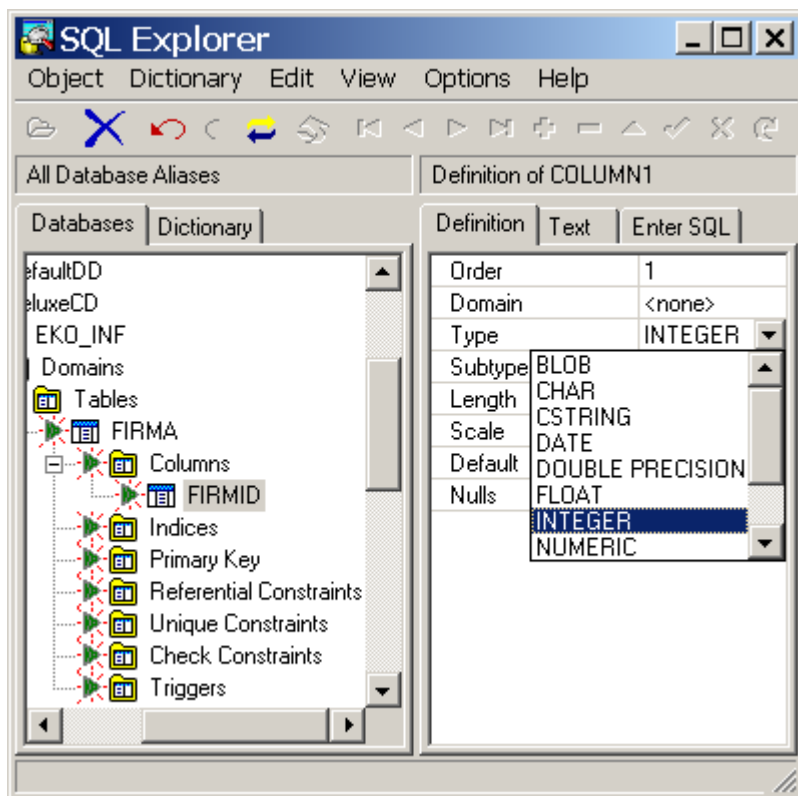 SQL Explorer
Object Dictionary Edit View Options Help
All Database Aliases
Definition of COLUMN1
Databases Dictionary
Definition Text Enter SQL
efaultDD
eluxeCD
EKO_INF
Domains
Tables
FIRMA
Columns
FIRMID
Indices
Primary Key
Referential Constraints
Unique Constraints
Check Constraints
Triggers
Order 1
Domain <none>
Type INTEGER
Subtype
Length
Scale
Default
Nulls
BLOB
CHAR
CSTRING
DATE
DOUBLE PRECISION
FLOAT
INTEGER
NUMERIC